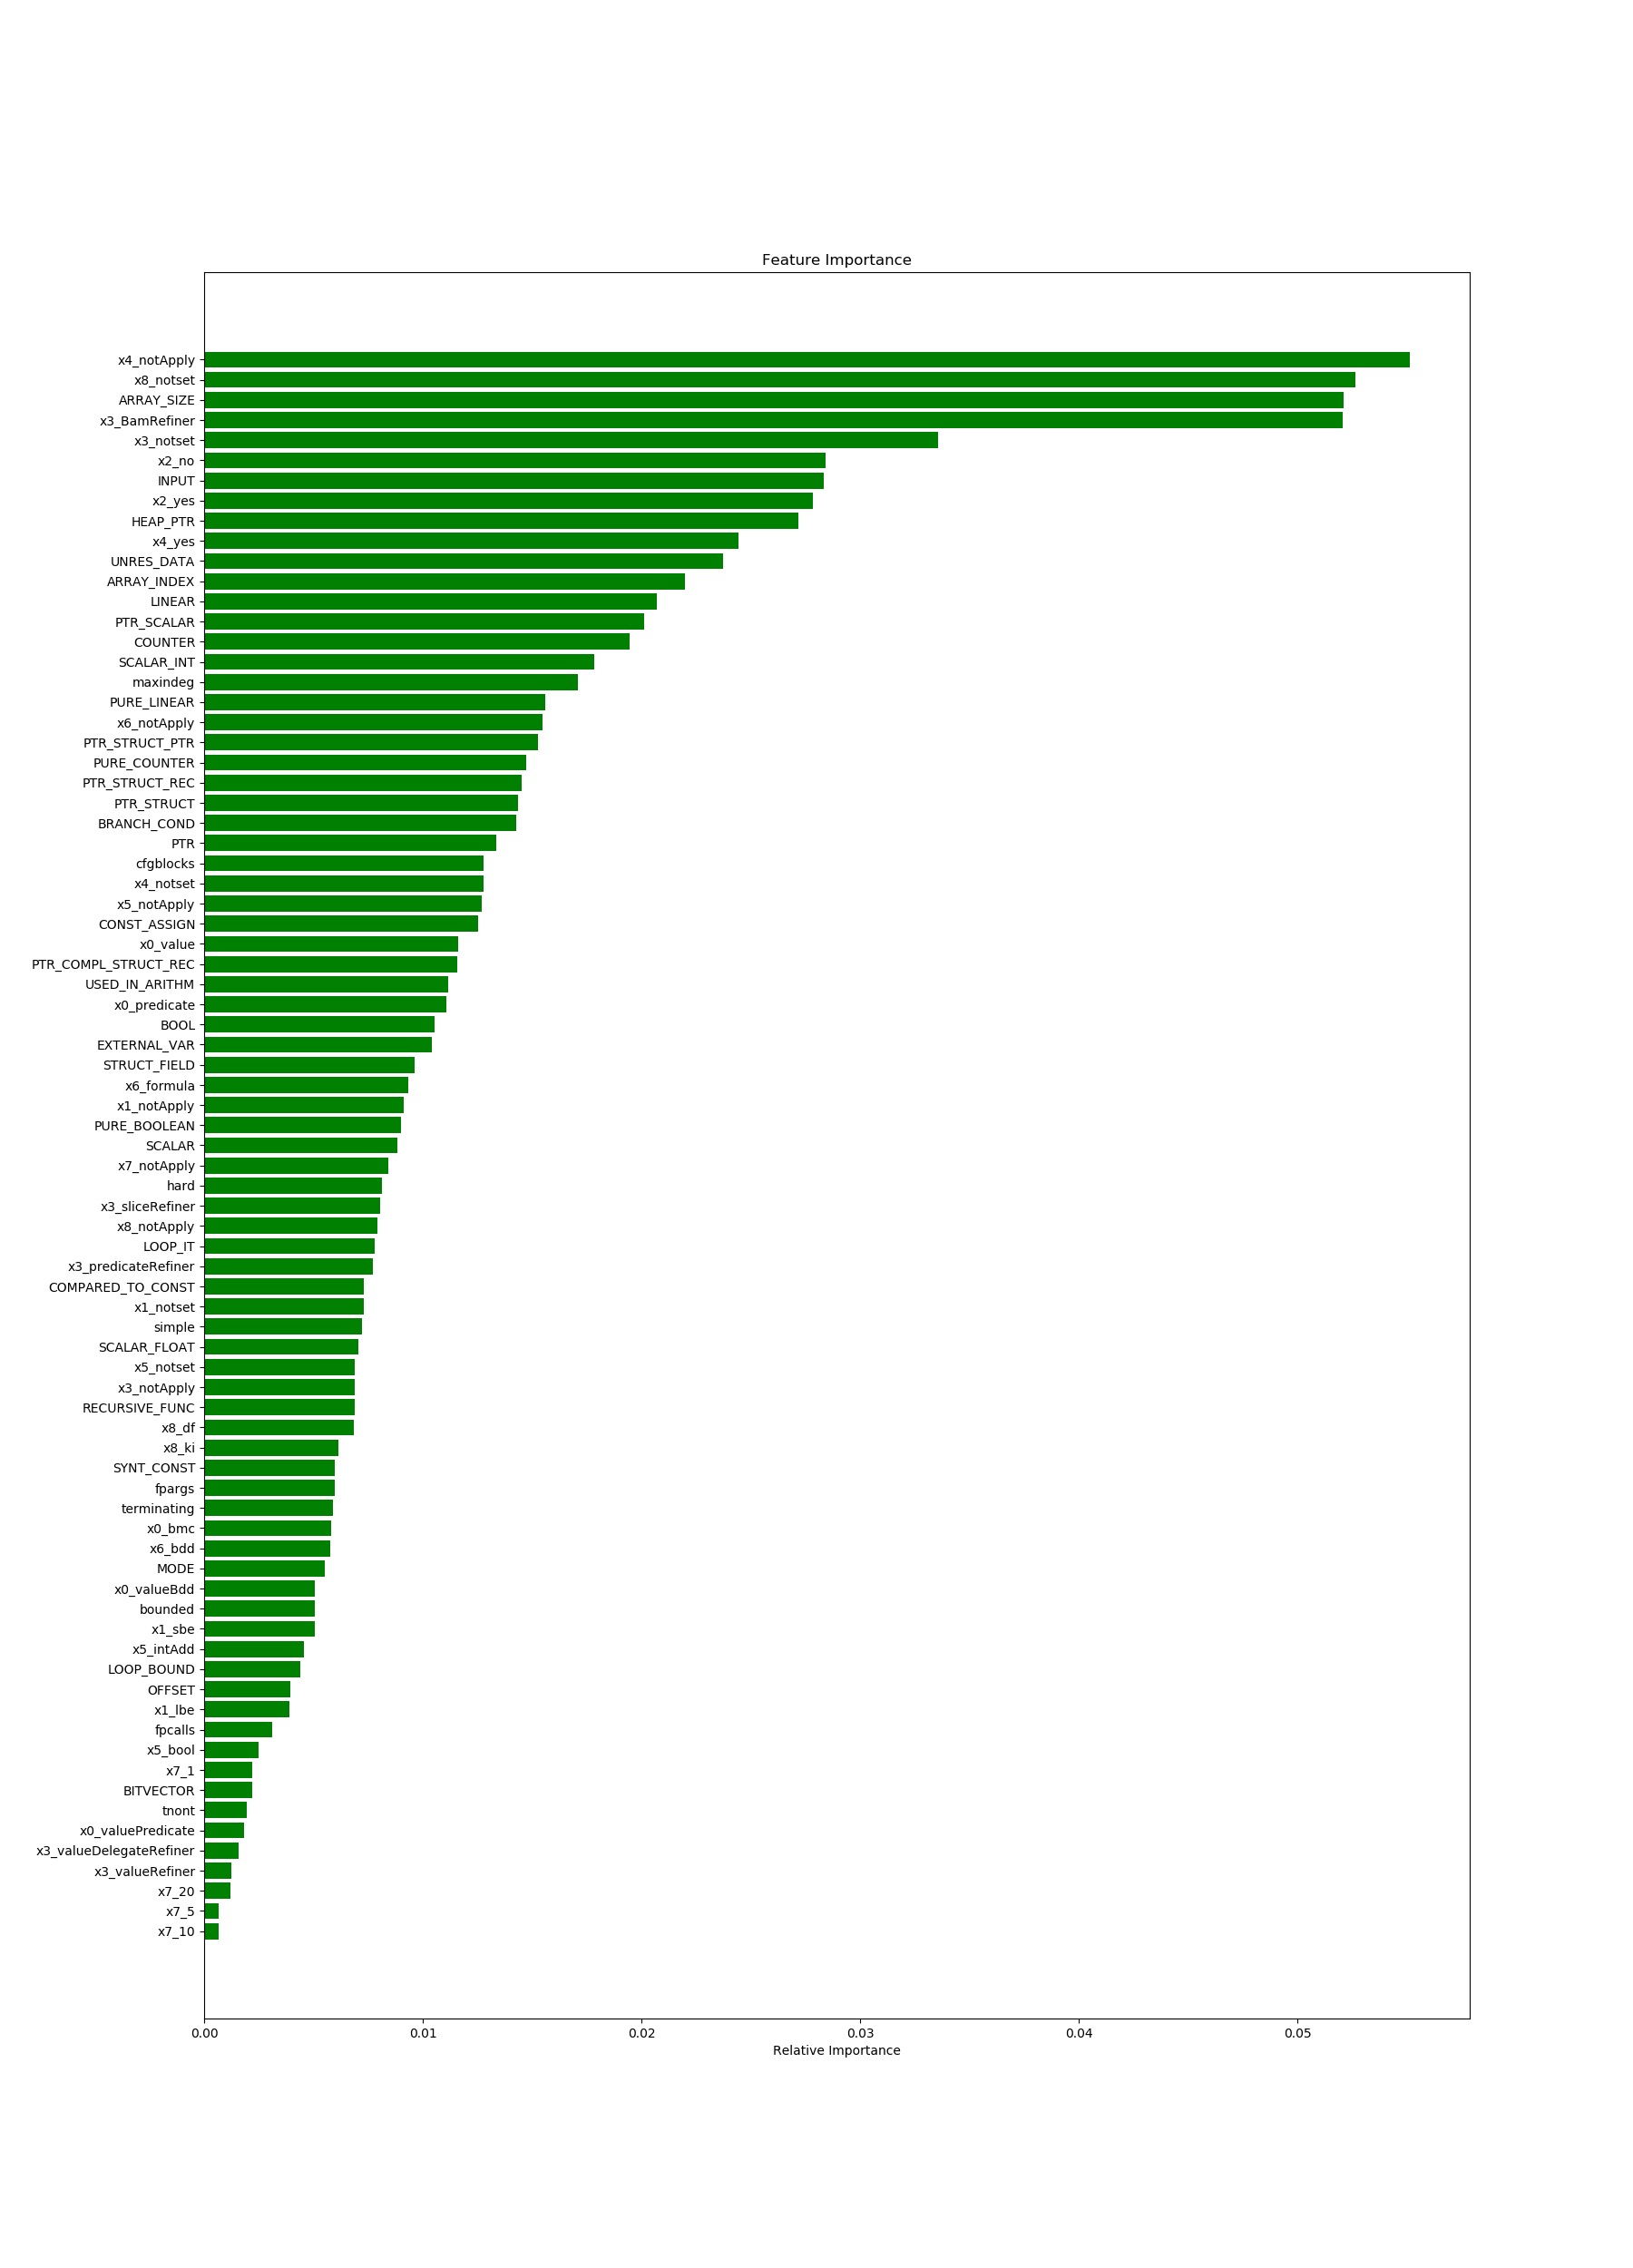 Feature Importance
x4_notApply
x8_notset
ARRAY_SIZE
x3_BamRefiner
x3_notset
x2_no
INPUT
x2_yes
HEAP_PTR
x4_yes
UNRES_DATA
ARRAY_INDEX
LINEAR
PTR_SCALAR
COUNTER
SCALAR_INT
maxindeg
PURE_LINEAR
x6_notApply
PTR_STRUCT_PTR
PURE_COUNTER
PTR_STRUCT_REC
PTR_STRUCT
BRANCH_COND
PTR
cfgblocks
x4_notset
x5_notApply
CONST_ASSIGN
x0_value
PTR_COMPL_STRUCT_REC
USED_IN_ARITHM
x0_predicate
BOOL
EXTERNAL_VAR
STRUCT_FIELD
x6_formula
x1_notApply
PURE_BOOLEAN
SCALAR
x7_notApply
hard
x3_sliceRefiner
x8_notApply
LOOP_IT
x3_predicateRefiner
COMPARED_TO_CONST
x1_notset
simple
SCALAR_FLOAT
x5_notset
x3_notApply
RECURSIVE_FUNC
x8_df
x8_ki
SYNT_CONST
fpargs
terminating
x0_bmc
x6_bdd
MODE
x0_valueBdd
bounded
x1_sbe
x5_intAdd
LOOP_BOUND
OFFSET
x1_lbe
fpcalls
x5_bool
x7_1
BITVECTOR
tnont
x0_valuePredicate
x3_valueDelegateRefiner
x3_valueRefiner
x7_20
x7_5
x7_10
0.00 0.01 0.02 0.03 0.04 0.05
Relative Importance